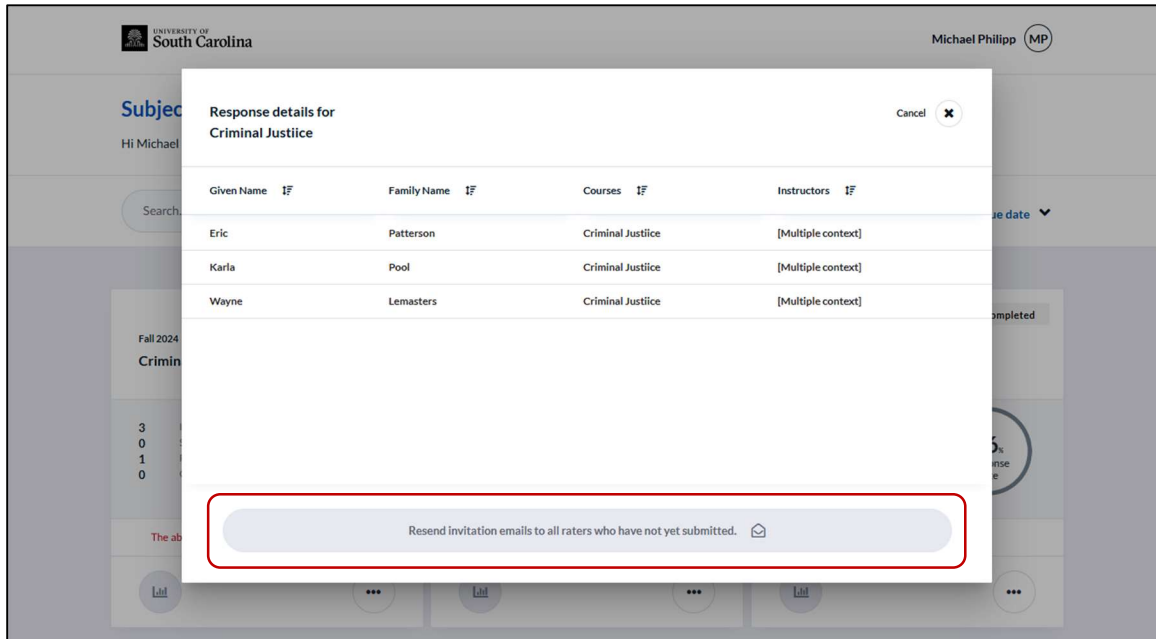 UNIVERSITY OF
South Carolina
Michael Philipp MP
Subjec
Hi Michael
Search.
ue date
Response details for
Criminal Justiice
Cancel
Given Name Family Name Courses Instructors
Eric Patterson Criminal Justiice [Multiple context]
Karla Pool Criminal Justiice [Multiple context]
Wayne Lemasters Criminal Justiice [Multiple context]
ompleted
Fall 2024
Crimin
3
0
1
0
%
nse
e
The ab
Resend invitation emails to all raters who have not yet submitted.